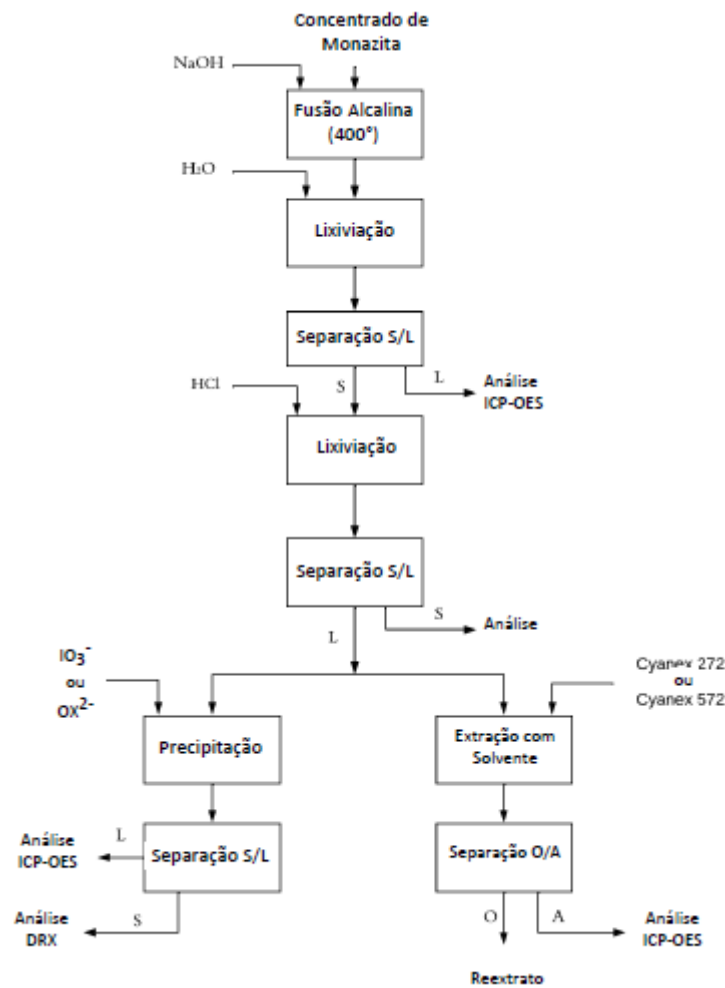 Concentrado de
Monazita
NaOH
Fusão Alcalina
(400°)
H₂O
Lixiviação
Separação S/L
HCl
S
L
Análise
ICP-OES
Lixiviação
Separação S/L
L
S
Análise
IO₃⁻
ou
OX²⁻
Cyanex 272
ou
Cyanex 572
Precipitação
Extração com
Solvente
L
Análise
ICP-OES
Separação S/L
Separação O/A
S
Análise
DRX
O
A
Análise
ICP-OES
Reextrato